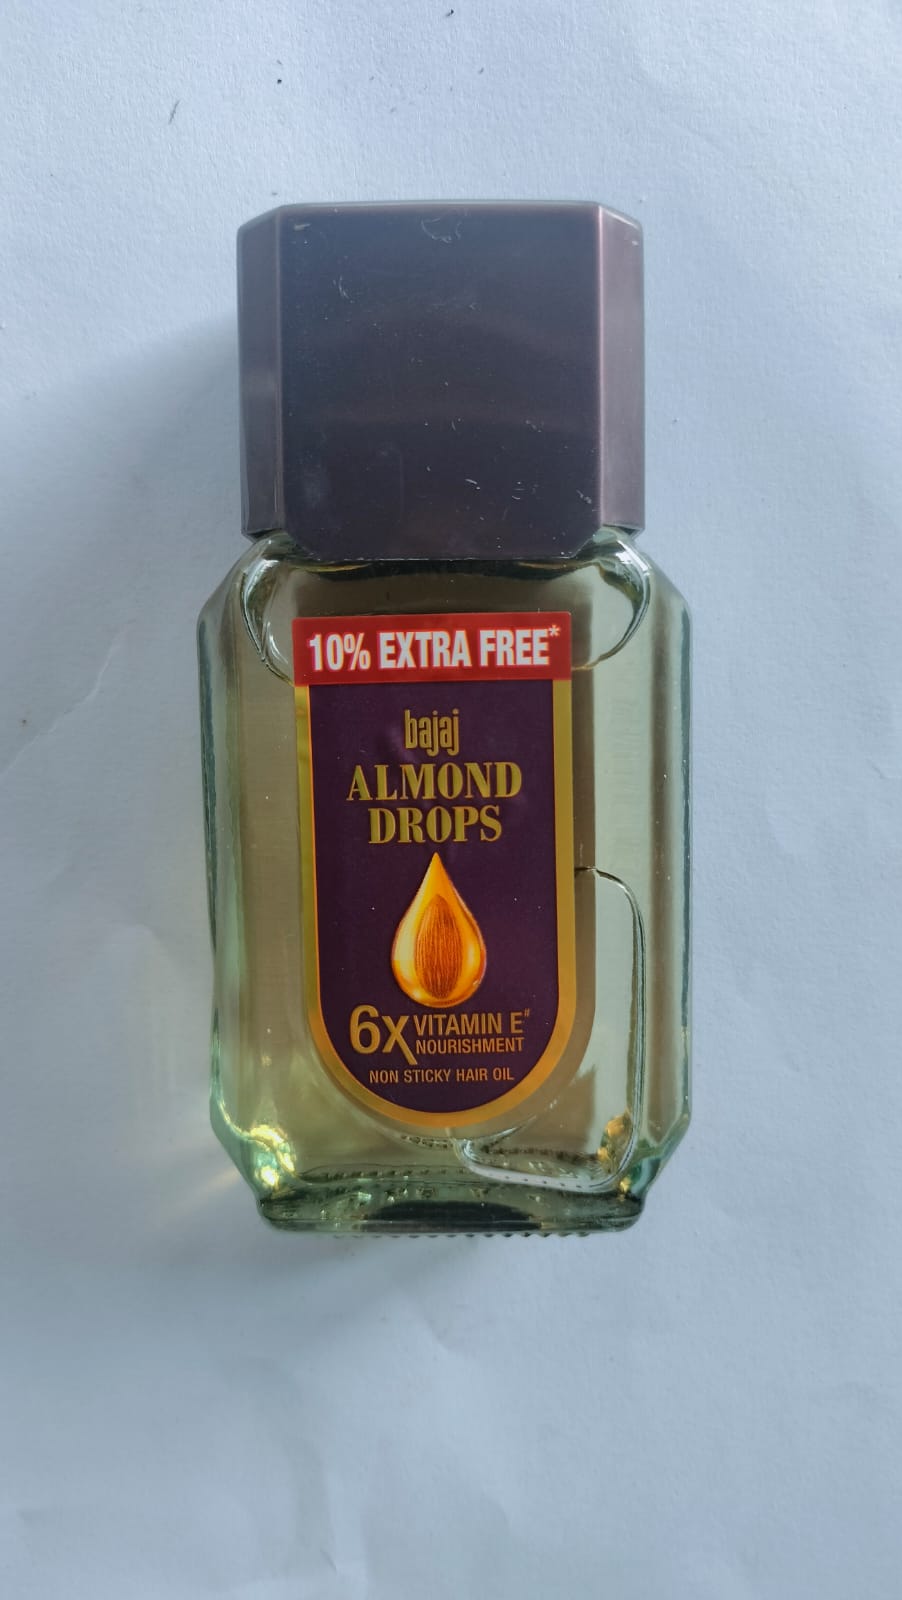 10% EXTRA FREE*
bajaj
ALMOND
DROPS
6X VITAMIN E#
NOURISHMENT
NON STICKY HAIR OIL